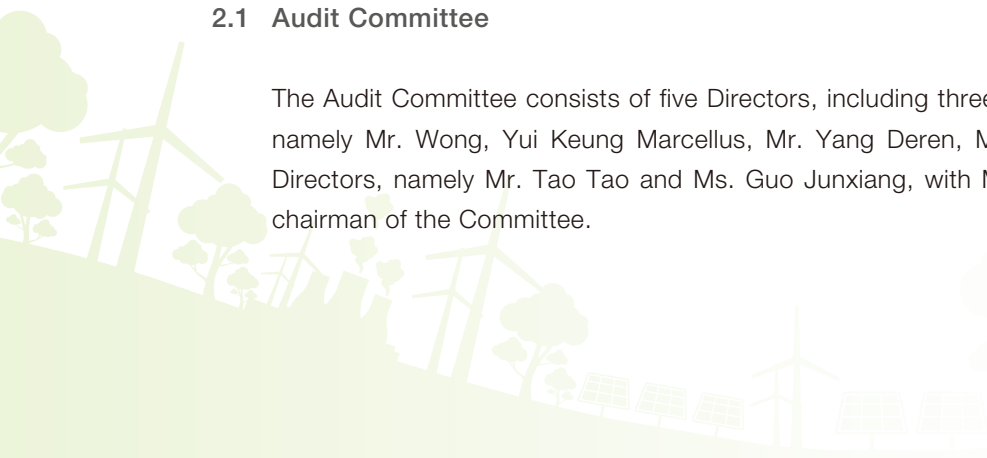 2.1 Audit Committee
The Audit Committee consists of five Directors, including three
namely Mr. Wong, Yui Keung Marcellus, Mr. Yang Deren, M
Directors, namely Mr. Tao Tao and Ms. Guo Junxiang, with M
chairman of the Committee.